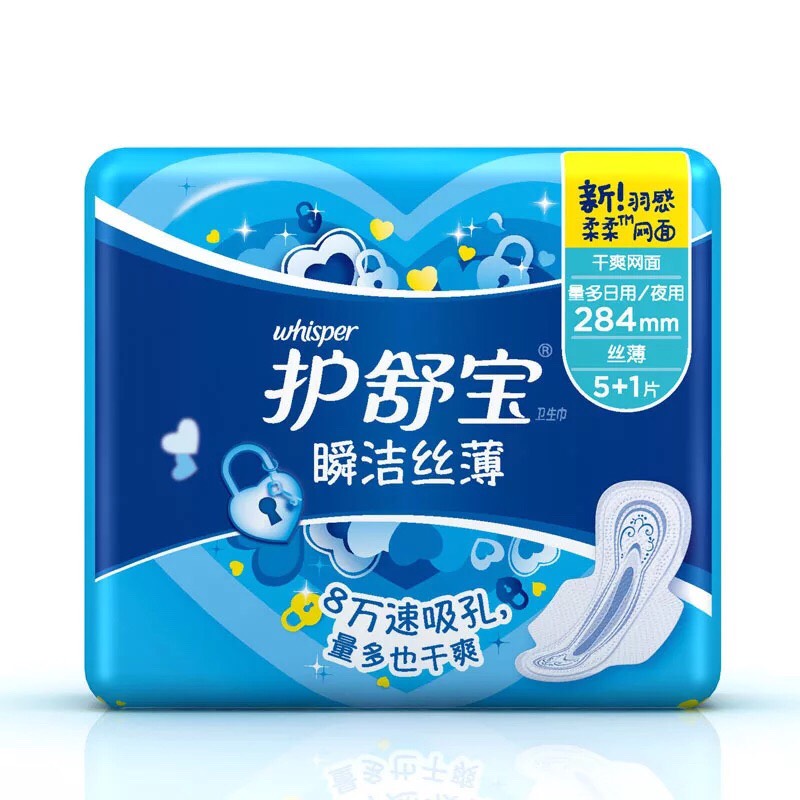 新!羽感
柔柔™网面
干爽网面
量多日用/夜用
284mm
丝薄
5+1片
whisper
护舒宝®
卫生巾
瞬洁丝薄
8万速吸孔,
量多也干爽